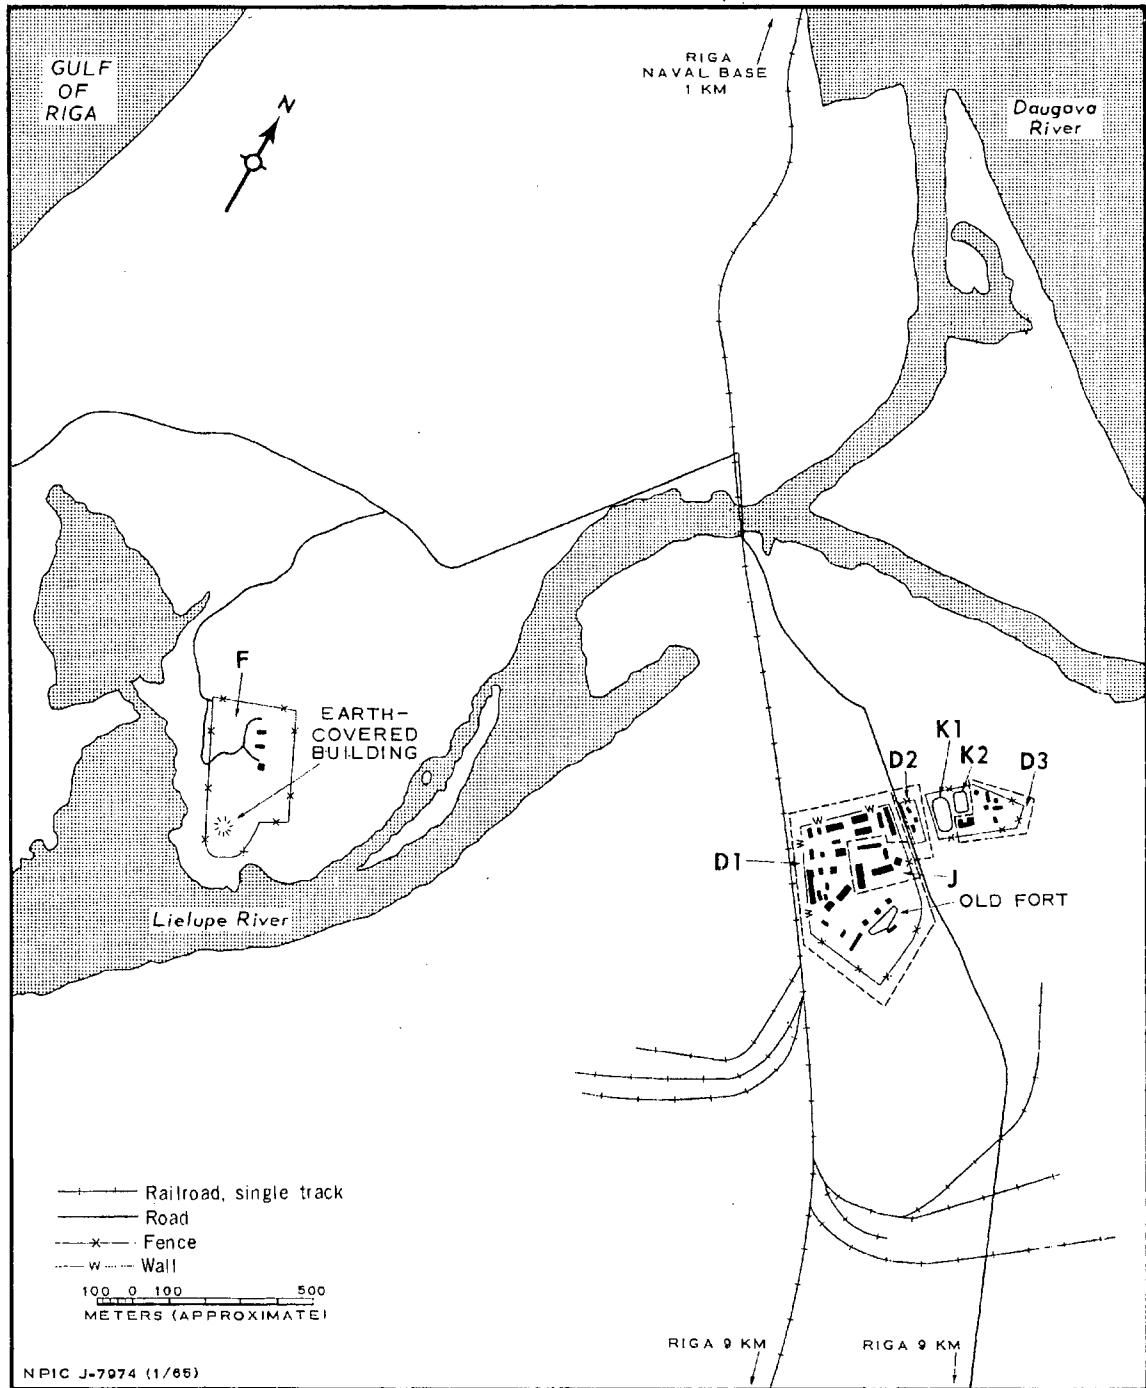 GULF
OF
RIGA
N
RIGA
NAVAL BASE
1 KM
Daugava
River
F
EARTH-
COVERED
BUILDING
K1
K2
D2
D3
D1
J
OLD FORT
Lielupe River
Railroad, single track
Road
x Fence
w Wall
W
W
W
W
100 0 100 500
METERS (APPROXIMATE)
RIGA 9 KM
RIGA 9 KM
NPIC J-7974 (1/65)